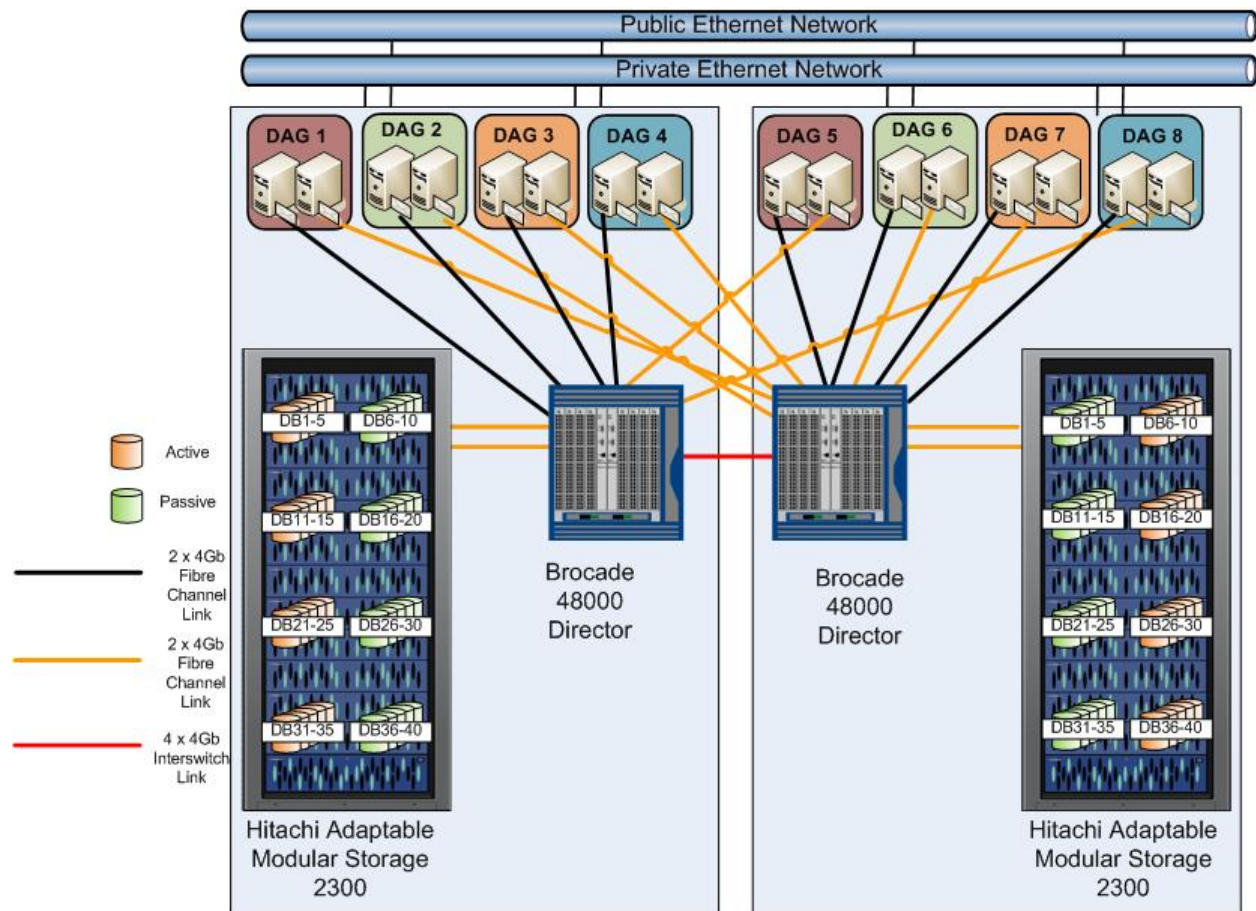 Public Ethernet Network
Private Ethernet Network
DAG 1
DAG 2
DAG 3
DAG 4
DAG 5
DAG 6
DAG 7
DAG 8
Active
Passive
2 x 4Gb
Fibre
Channel
Link
2 x 4Gb
Fibre
Channel
Link
4 x 4Gb
Interswitch
Link
DB1-5
DB6-10
DB11-15
DB16-20
DB21-25
DB26-30
DB31-35
DB36-40
Hitachi Adaptable
Modular Storage
2300
Brocade
48000
Director
Brocade
48000
Director
DB1-5
DB6-10
DB11-15
DB16-20
DB21-25
DB26-30
DB31-35
DB36-40
Hitachi Adaptable
Modular Storage
2300